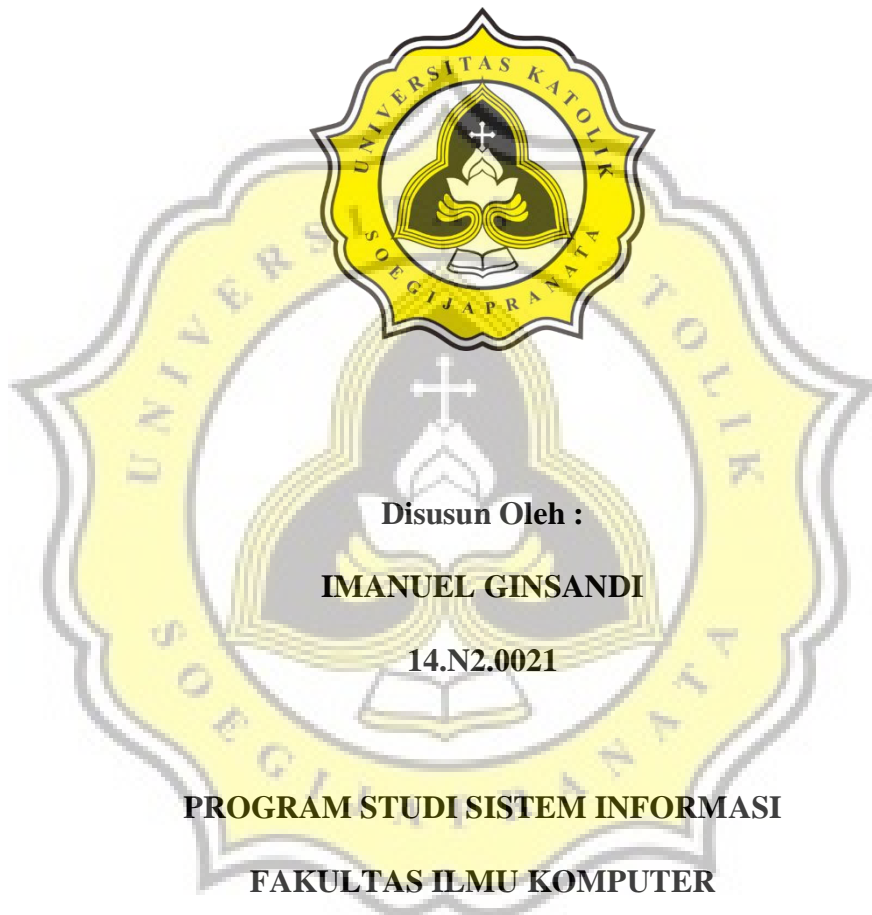 UNIVERSITAS KATOLIK
SOEGIJAPRANATA
Disusun Oleh :
IMANUEL GINSANDI
14.N2.0021
PROGRAM STUDI SISTEM INFORMASI
FAKULTAS ILMU KOMPUTER